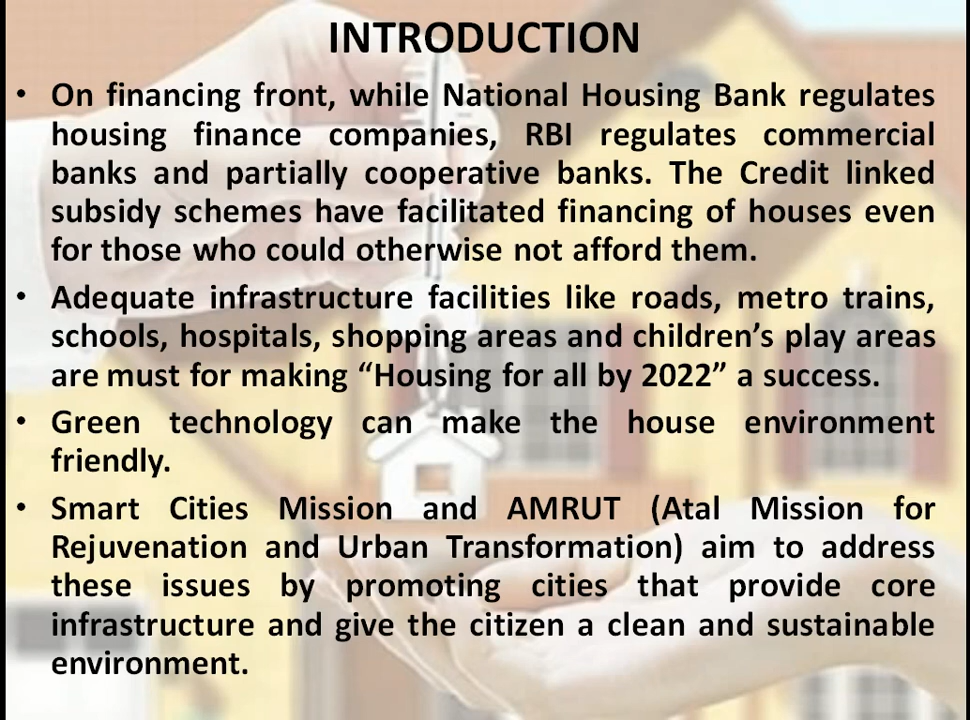 INTRODUCTION
• On financing front, while National Housing Bank regulates
housing finance companies, RBI regulates commercial
banks and partially cooperative banks. The Credit linked
subsidy schemes have facilitated financing of houses even
for those who could otherwise not afford them.
• Adequate infrastructure facilities like roads, metro trains,
schools, hospitals, shopping areas and children’s play areas
are must for making “Housing for all by 2022” a success.
• Green technology can make the house environment
friendly.
• Smart Cities Mission and AMRUT (Atal Mission for
Rejuvenation and Urban Transformation) aim to address
these issues by promoting cities that provide core
infrastructure and give the citizen a clean and sustainable
environment.